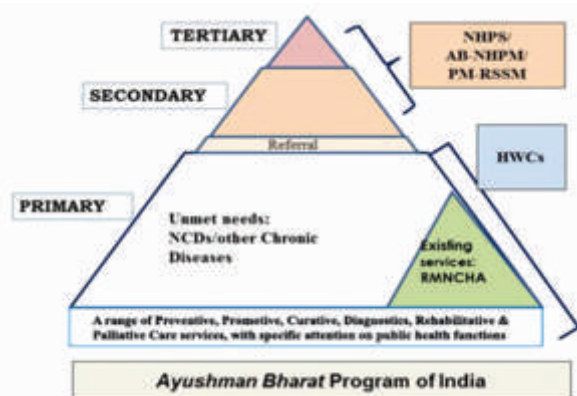 TERTIARY
NHPS/
AB-NHPM/
PM-RSSM
SECONDARY
Referral
HWCs
PRIMARY
Unmet needs:
NCDs/other Chronic
Diseases
Existing
services:
RMNCHA
A range of Preventive, Promotive, Curative, Diagnostics, Rehabilitative &
Palliative Care services, with specific attention on public health functions
Ayushman Bharat Program of India